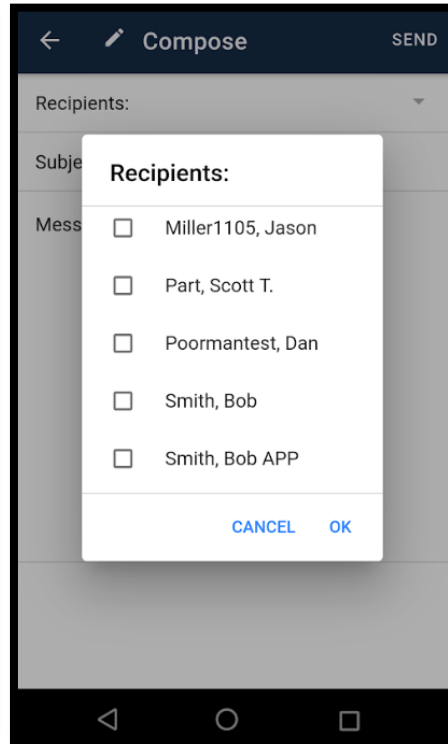 Compose SEND
Recipients:
Subje
Mess
Recipients:
Miller1105, Jason
Part, Scott T.
Poormantest, Dan
Smith, Bob
Smith, Bob APP
CANCEL OK